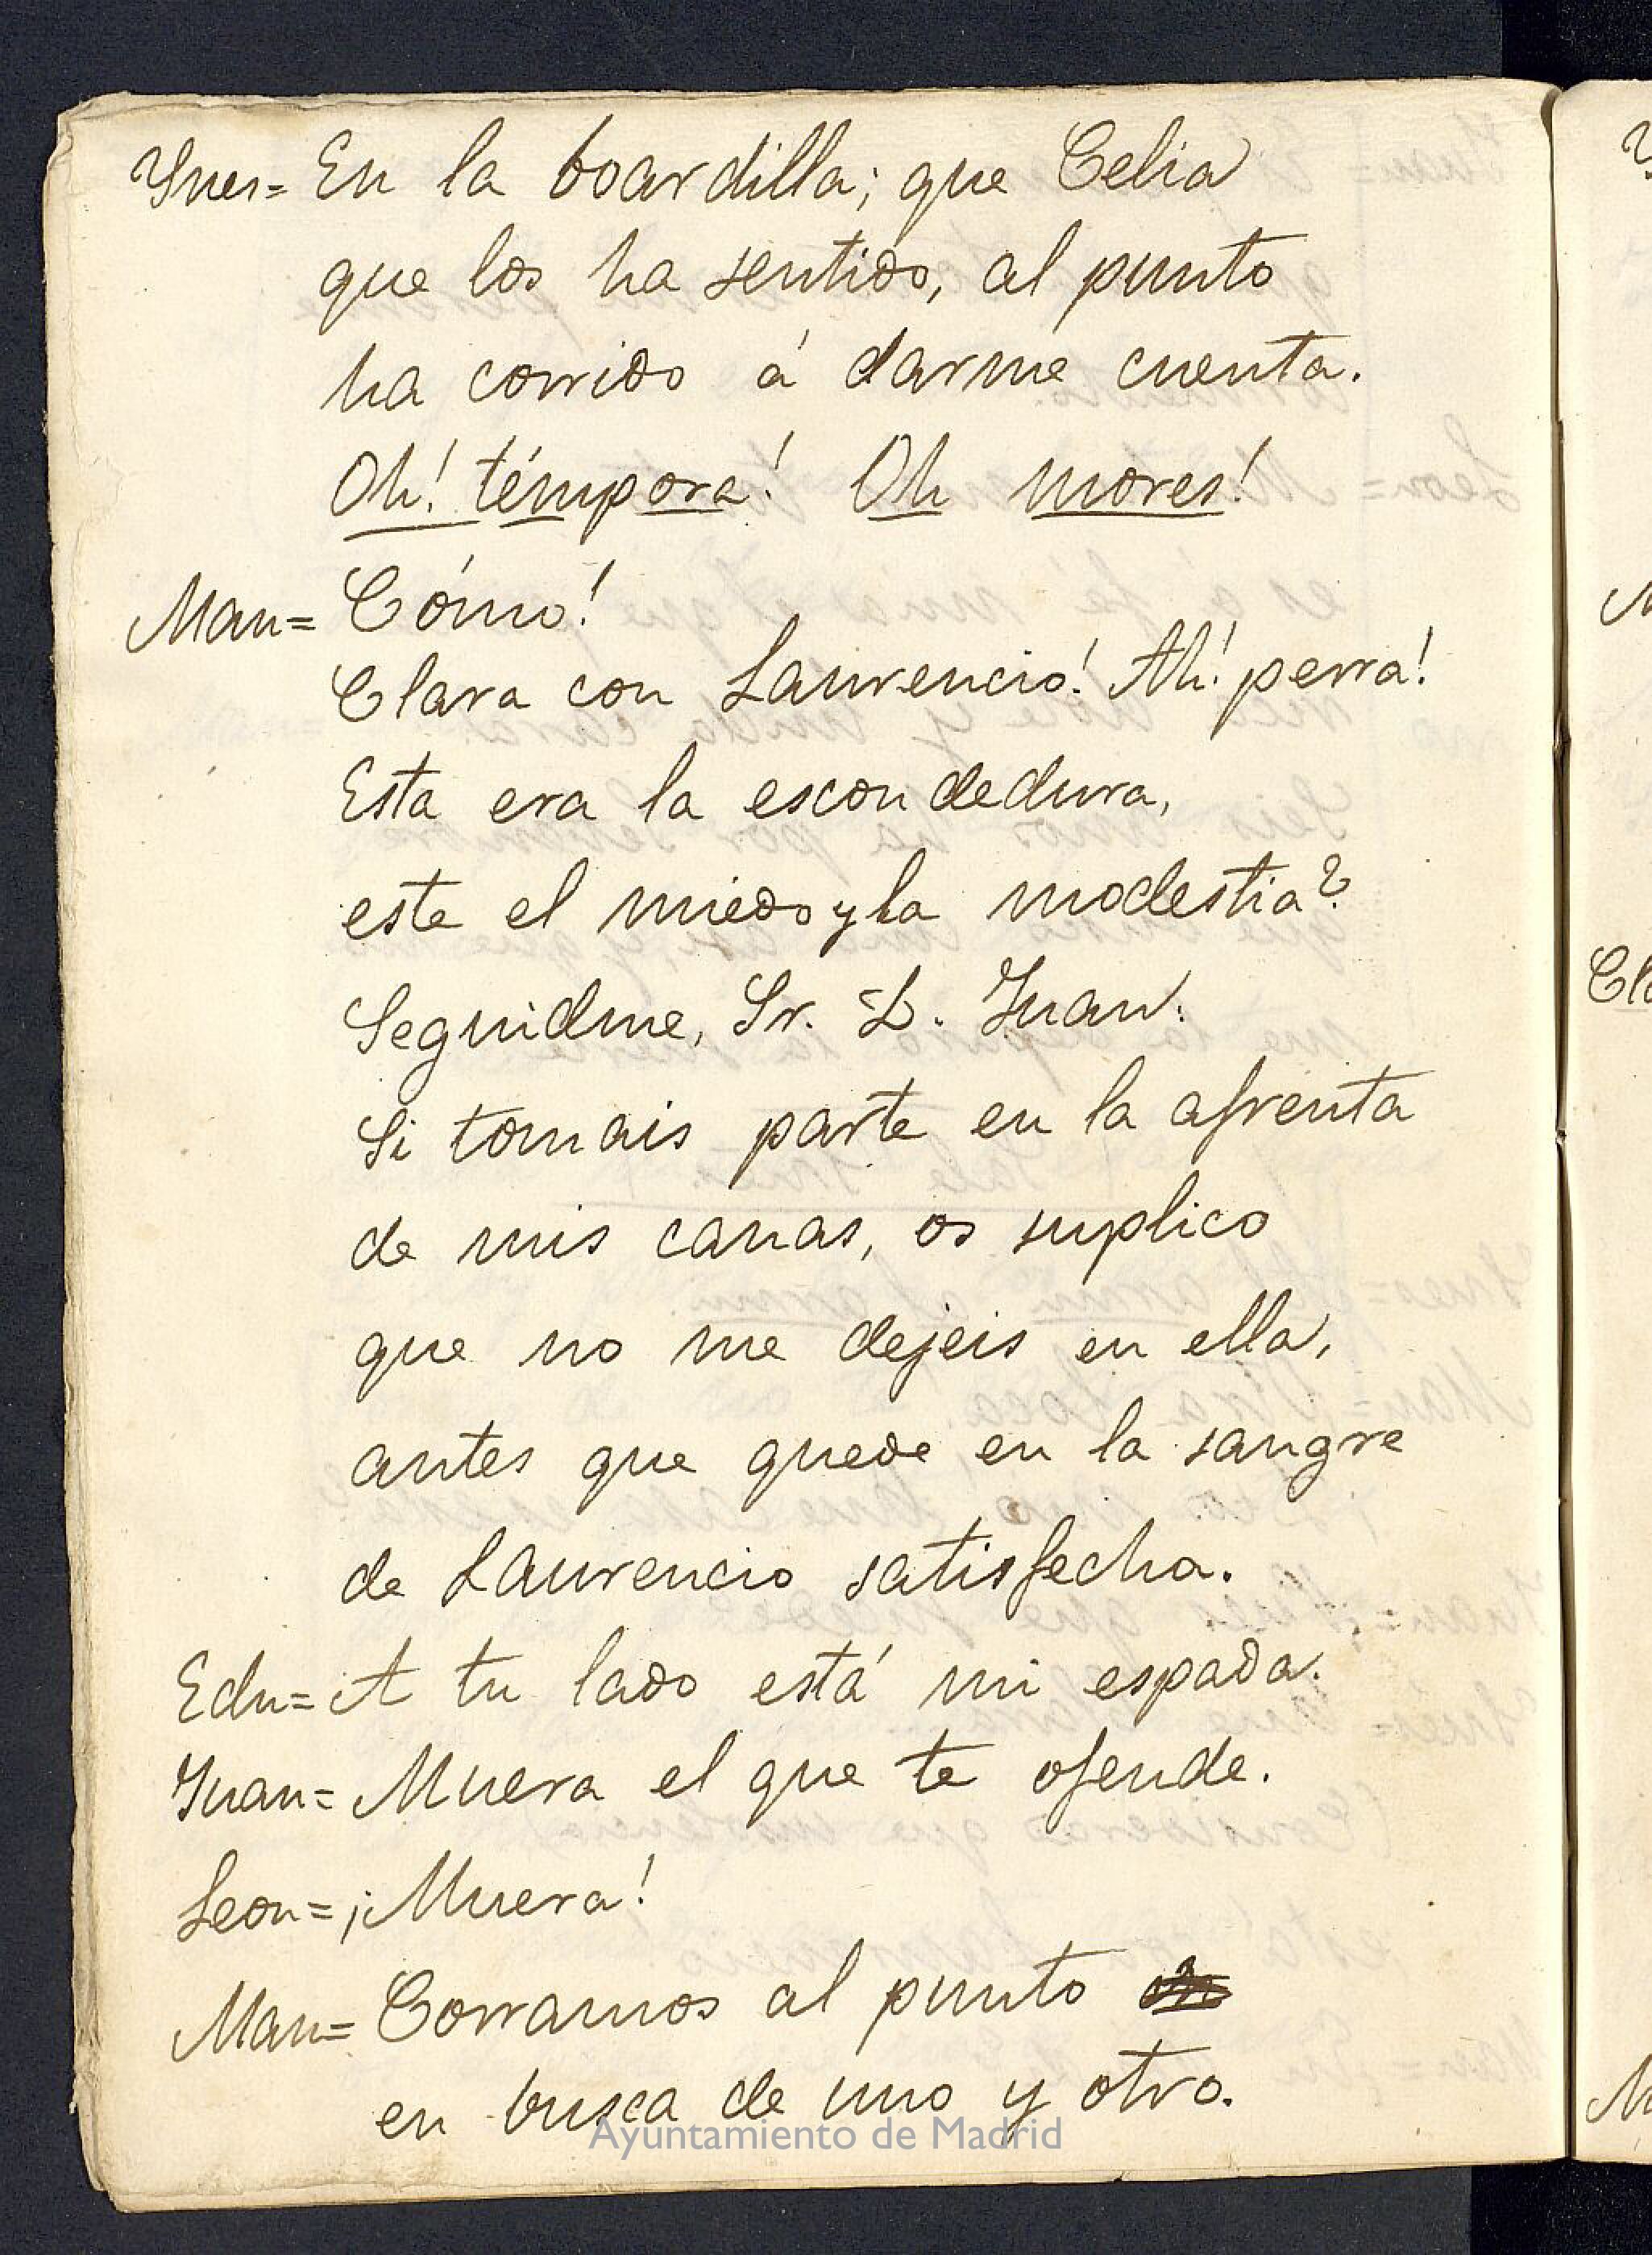 Ynes= En la boardilla; que Celia
que los ha sentido, al punto
ha corrido á darme cuenta.
Oh! témpora! Oh mores!
Man= Cómo!
Clara con Laurencio! Ah! perra!
Esta era la escondedura,
este el miedo y la modestia?
Seguidme, Sr. D. Juan.
Si tomais parte en la afrenta
de mis canas, os suplico
que no me dejeis en ella,
antes que quede en la sangre
de Laurencio satisfecha.
Edu= A tu lado está mi espada.
Juan= Muera el que te ofende.
Leon= ¡Muera!
Man= Corramos al punto
en busca de uno y otro.
Ayuntamiento de Madrid